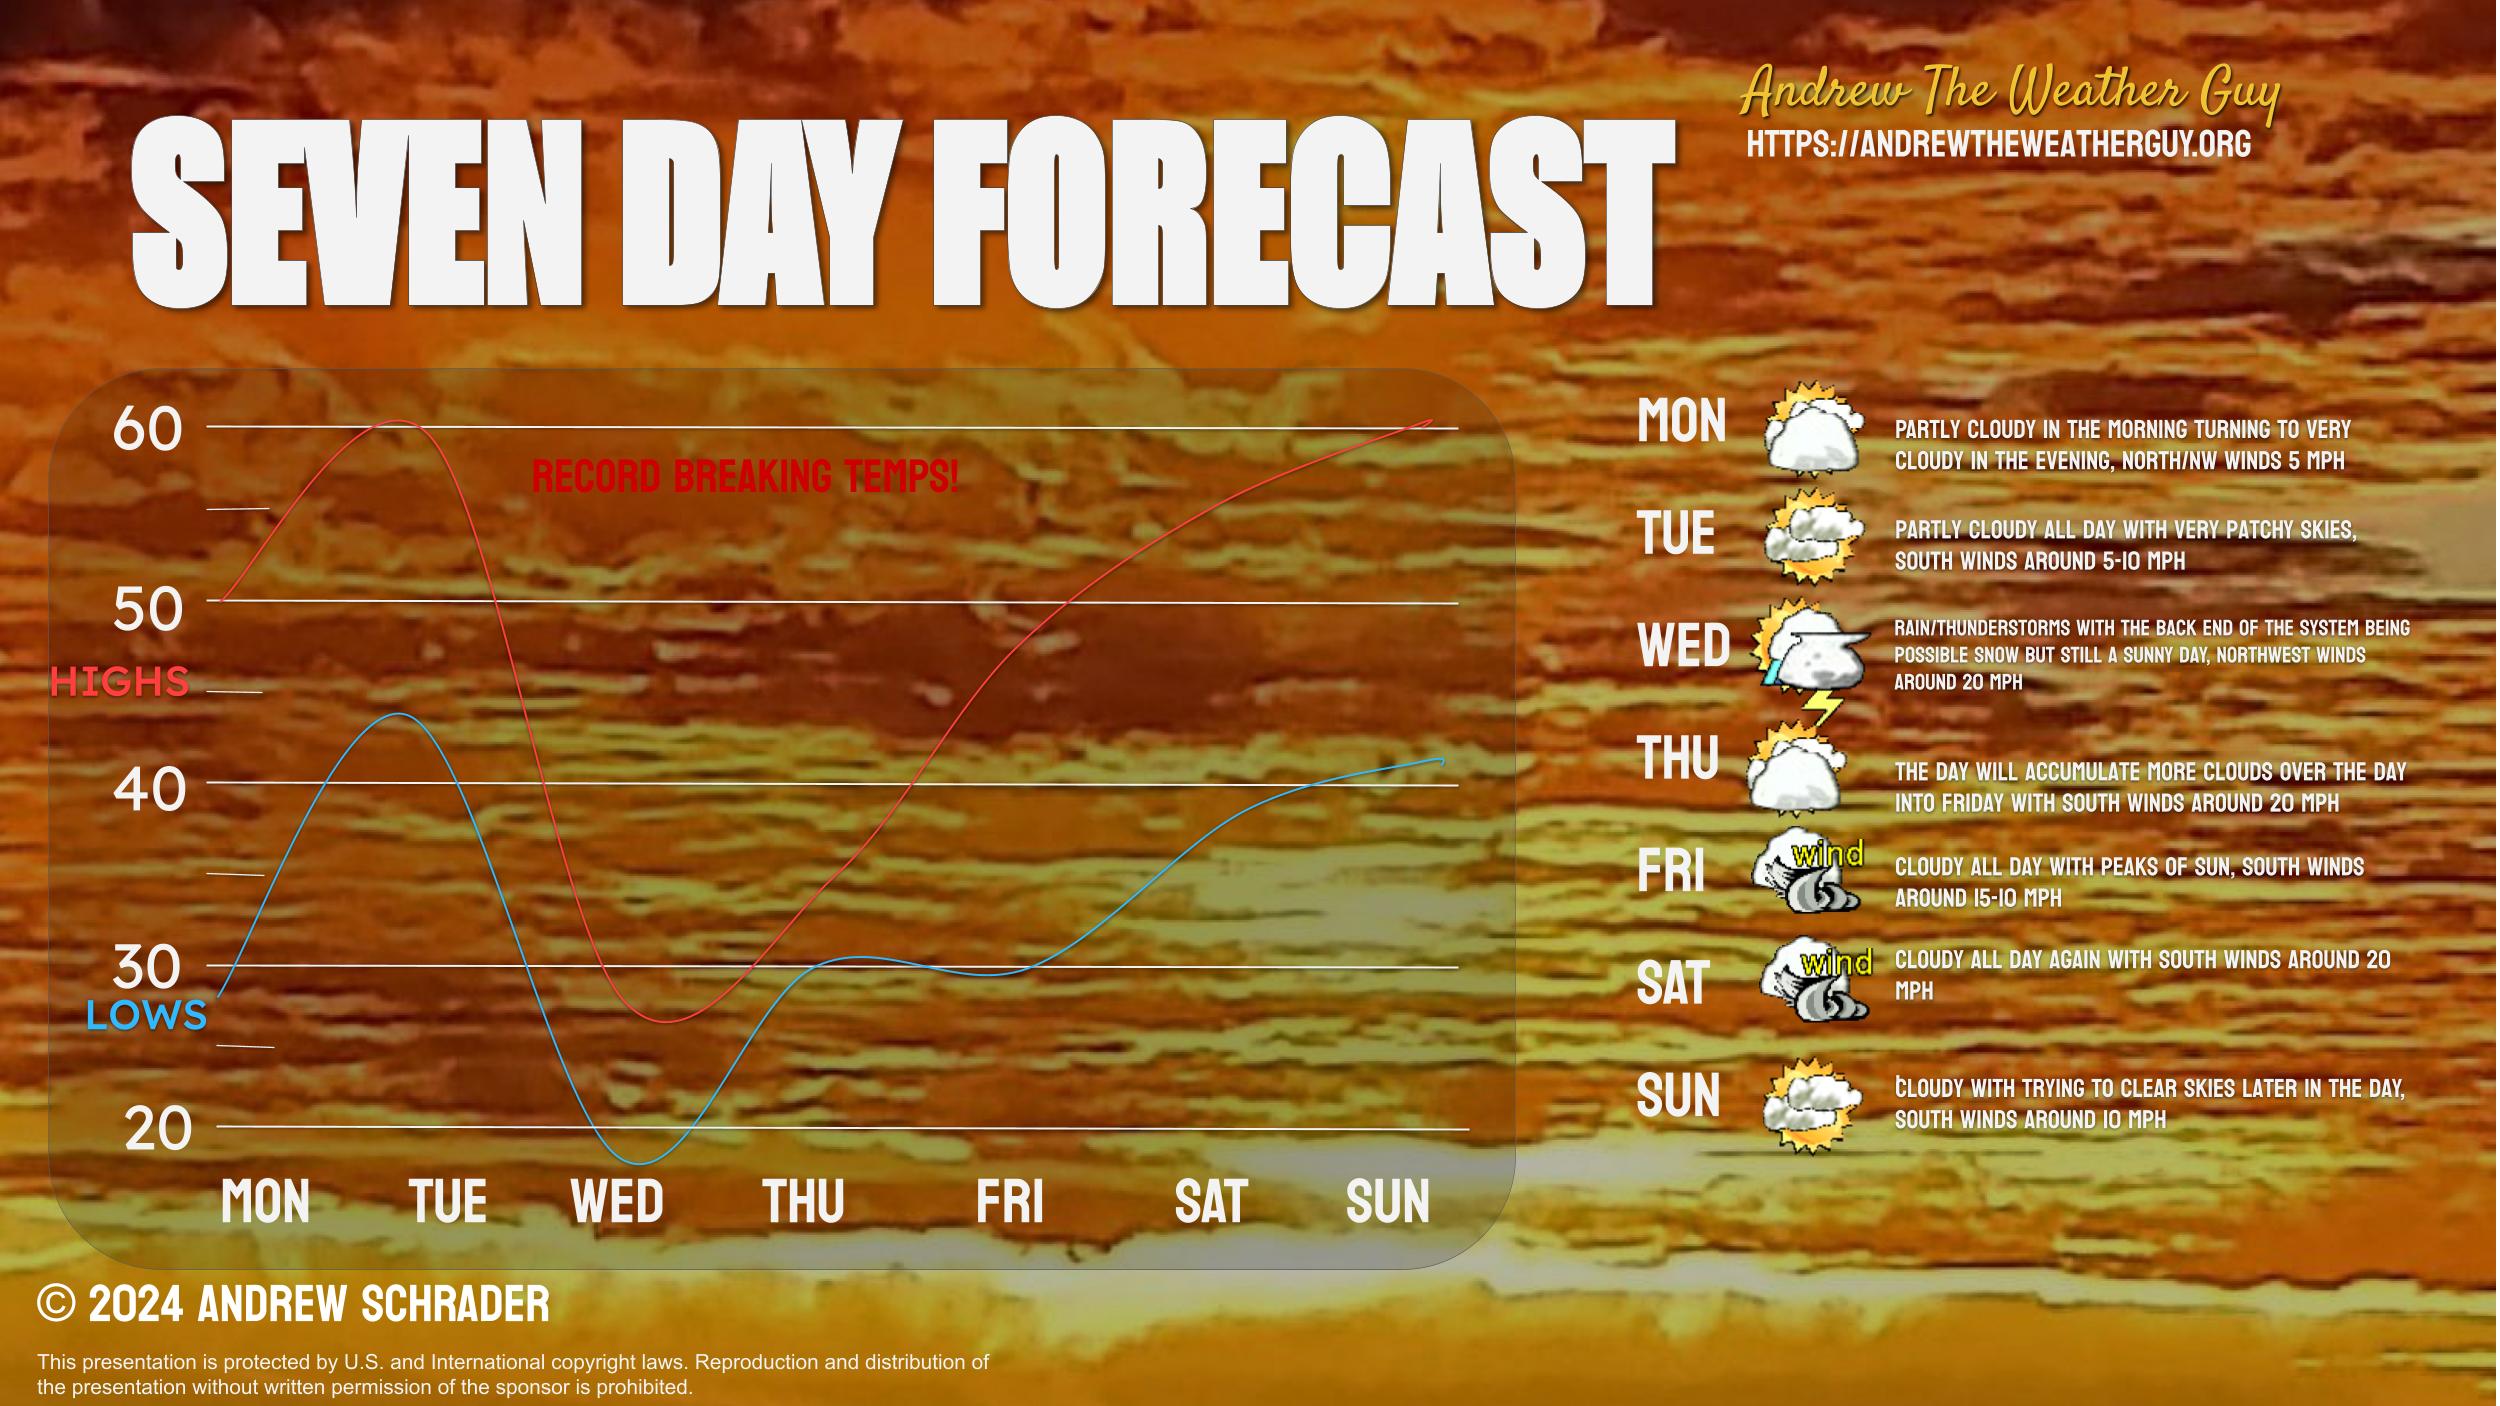 Andrew The Weather Guy
HTTPS://ANDREWTHEWEATHERGUY.ORG
SEVEN DAY FORECAST
60
RECORD BREAKING TEMPS!
50
HIGHS
40
30
LOWS
20
MON TUE WED THU FRI SAT SUN
MON
PARTLY CLOUDY IN THE MORNING TURNING TO VERY
CLOUDY IN THE EVENING, NORTH/NW WINDS 5 MPH
TUE
PARTLY CLOUDY ALL DAY WITH VERY PATCHY SKIES,
SOUTH WINDS AROUND 5-10 MPH
WED
RAIN/THUNDERSTORMS WITH THE BACK END OF THE SYSTEM BEING
POSSIBLE SNOW BUT STILL A SUNNY DAY, NORTHWEST WINDS
AROUND 20 MPH
THU
THE DAY WILL ACCUMULATE MORE CLOUDS OVER THE DAY
INTO FRIDAY WITH SOUTH WINDS AROUND 20 MPH
FRI
wind
CLOUDY ALL DAY WITH PEAKS OF SUN, SOUTH WINDS
AROUND 15-10 MPH
SAT
wind
CLOUDY ALL DAY AGAIN WITH SOUTH WINDS AROUND 20
MPH
SUN
CLOUDY WITH TRYING TO CLEAR SKIES LATER IN THE DAY,
SOUTH WINDS AROUND 10 MPH
© 2024 ANDREW SCHRADER
This presentation is protected by U.S. and International copyright laws. Reproduction and distribution of
the presentation without written permission of the sponsor is prohibited.